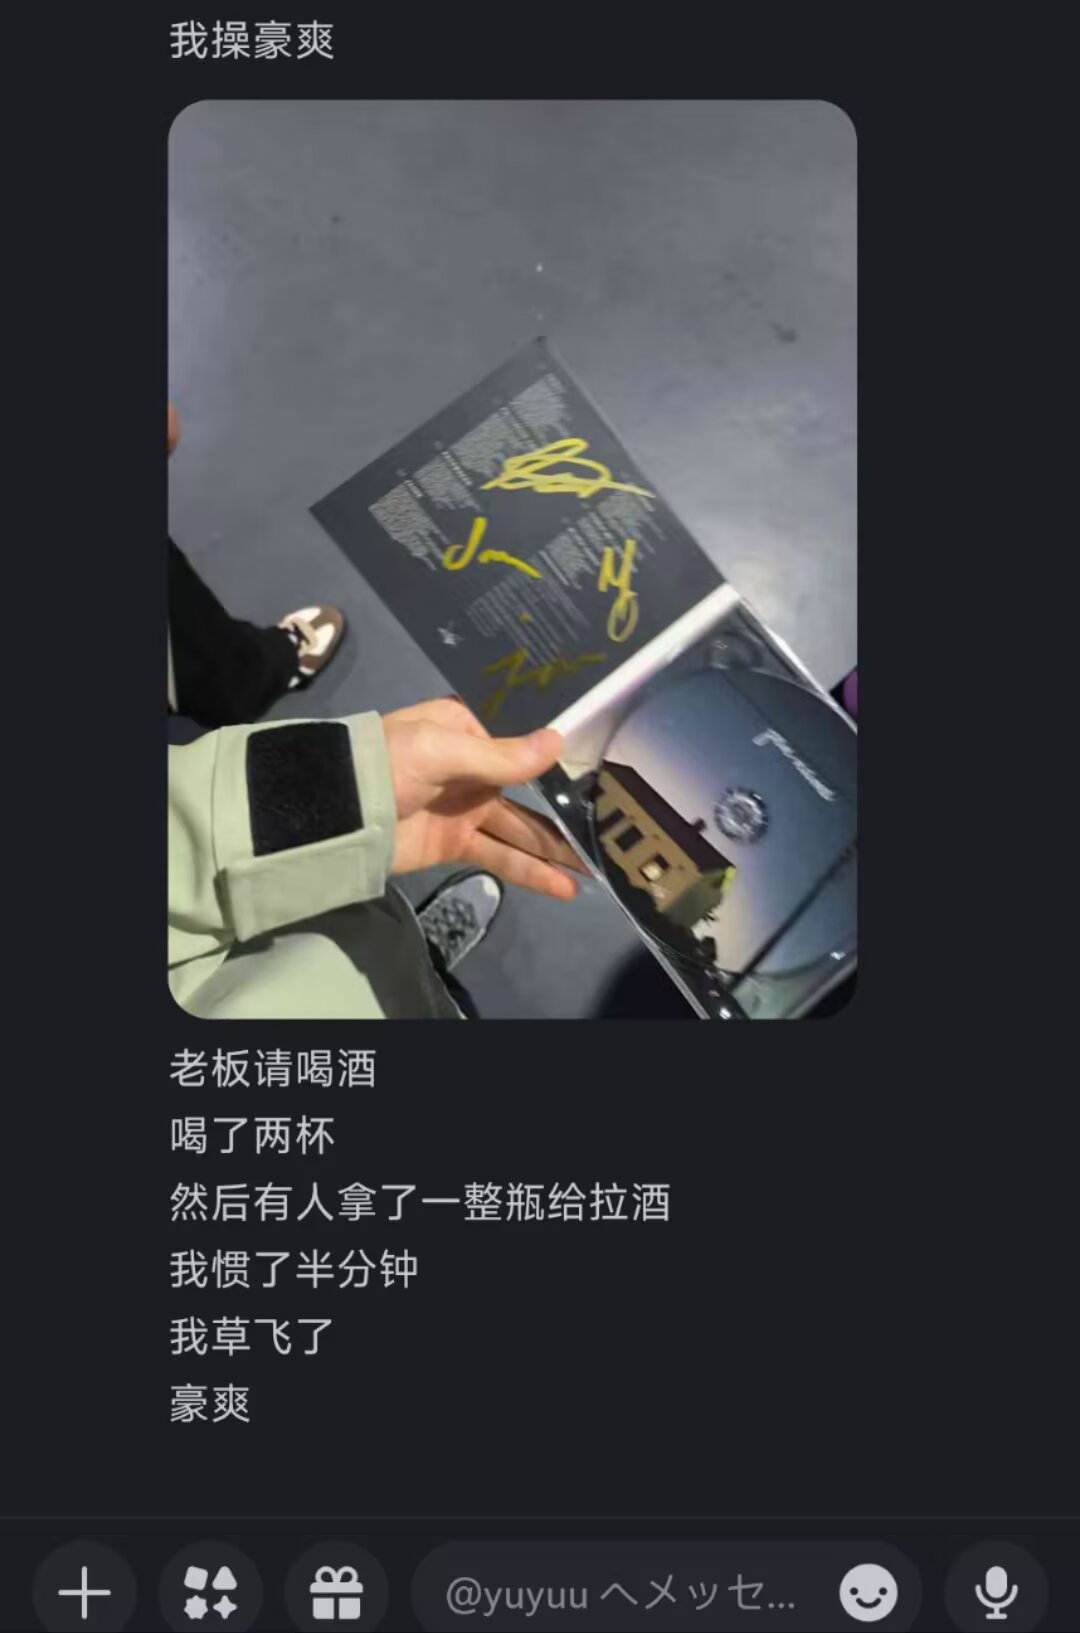 我操豪爽
老板请喝酒
喝了两杯
然后有人拿了一整瓶给拉酒
我惯了半分钟
我草飞了
豪爽
@yuyuu へメッセ...